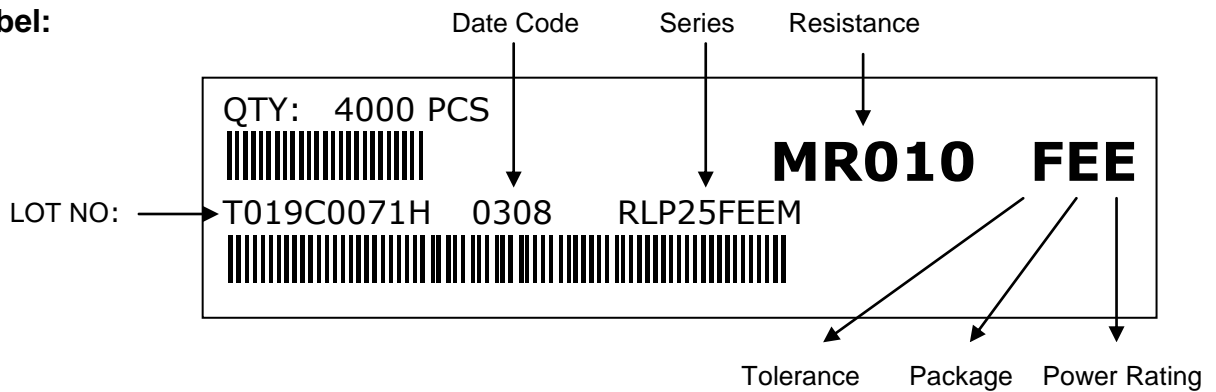 bel:
Date Code Series Resistance
QTY: 4000 PCS
MR010 FEE
LOT NO: T019C0071H 0308 RLP25FEEM
Tolerance Package Power Rating